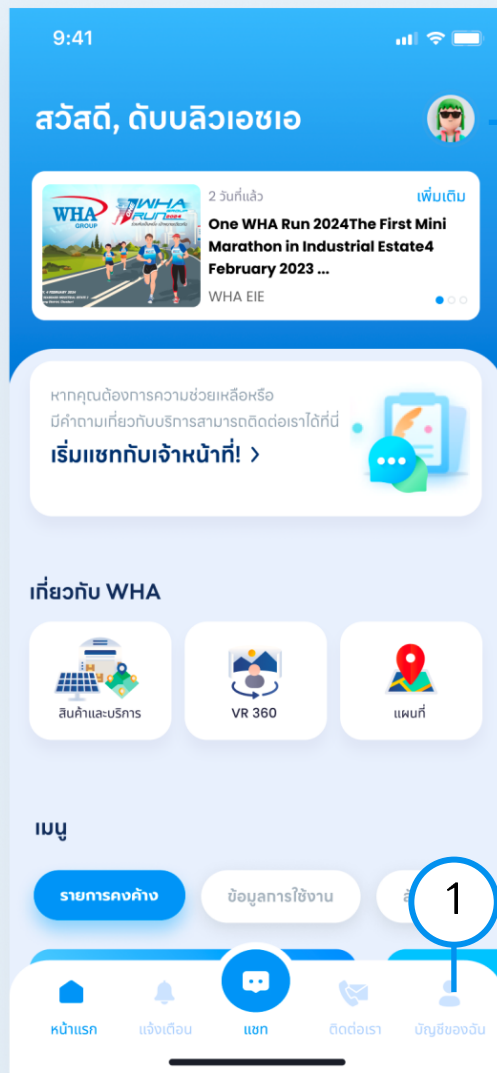 9:41
สวัสดี, ดับบลิวเอชเอ
WHA
GROUP
WHA
GROUP
RUN 2024
2 วันที่แล้ว
เพิ่มเติม
One WHA Run 2024The First Mini
Marathon in Industrial Estate4
February 2023 ...
WHA EIE
หากคุณต้องการความช่วยเหลือหรือ
มีคำถามเกี่ยวกับบริการสามารถติดต่อเราได้ที่นี่
เริ่มแชทกับเจ้าหน้าที่! >
เกี่ยวกับ WHA
สินค้าและบริการ
VR 360
แผนที่
เมนู
รายการคงค้าง
ข้อมูลการใช้งาน
1
หน้าแรก
แจ้งเตือน
แชท
ติดต่อเรา
บัญชีของฉัน